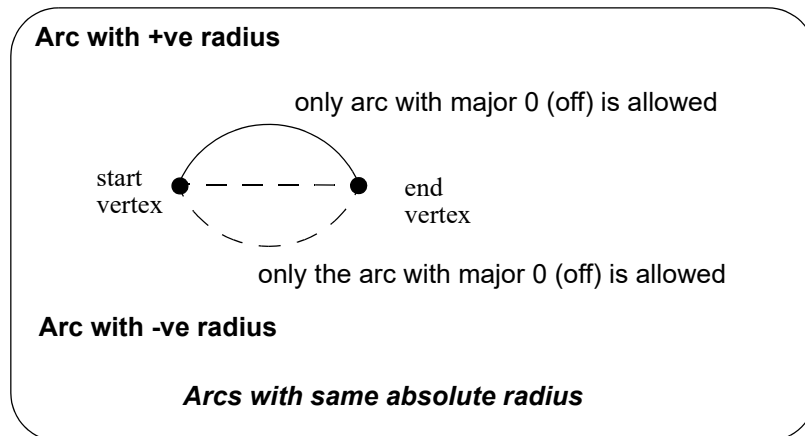 Arc with +ve radius
only arc with major 0 (off) is allowed
start
vertex
end
vertex
only the arc with major 0 (off) is allowed
Arc with -ve radius
Arcs with same absolute radius